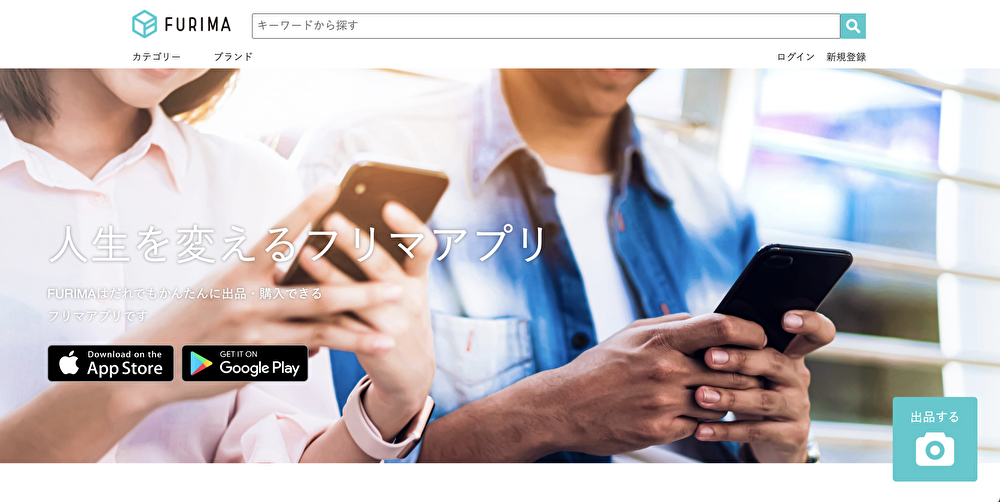 FURIMA
キーワードから探す
カテゴリー
ブランド
ログイン
新規登録
人生を変えるフリマアプリ
FURIMAはだれでもかんたんに出品・購入できる
フリマアプリです
Download on the
App Store
GET IT ON
Google Play
出品する